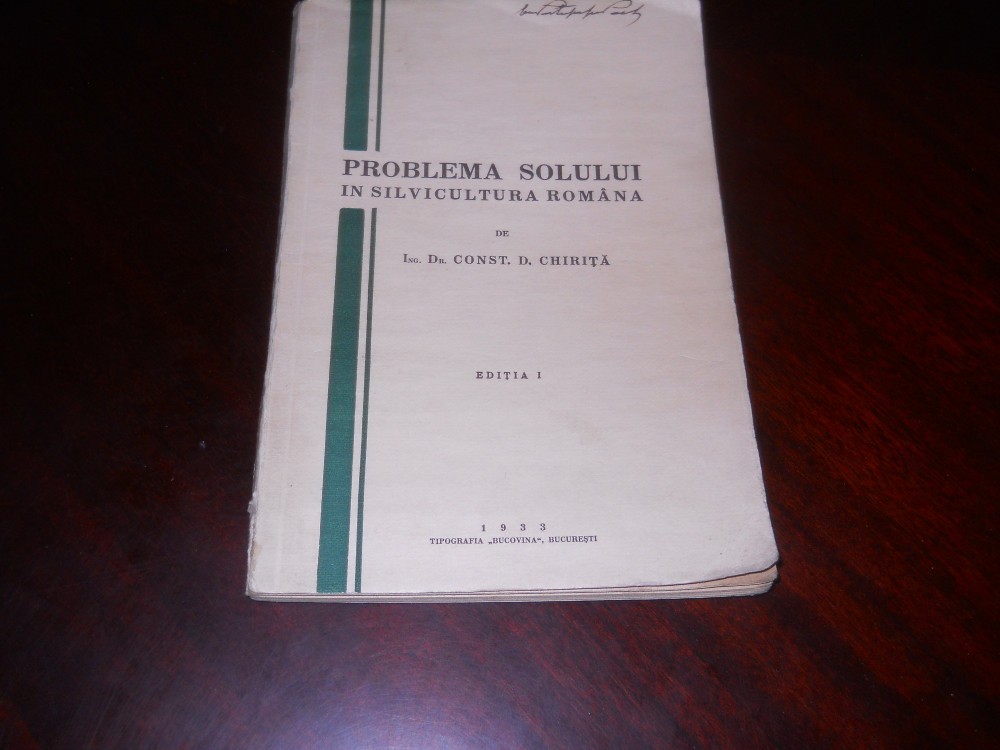 PROBLEMA SOLULUI
IN SILVICULTURA ROMÂNA
DE
ING. DR. CONST. D. CHIRIȚĂ
EDIȚIA I
1933
TIPOGRAFIA „BUCOVINA“, BUCUREȘTI